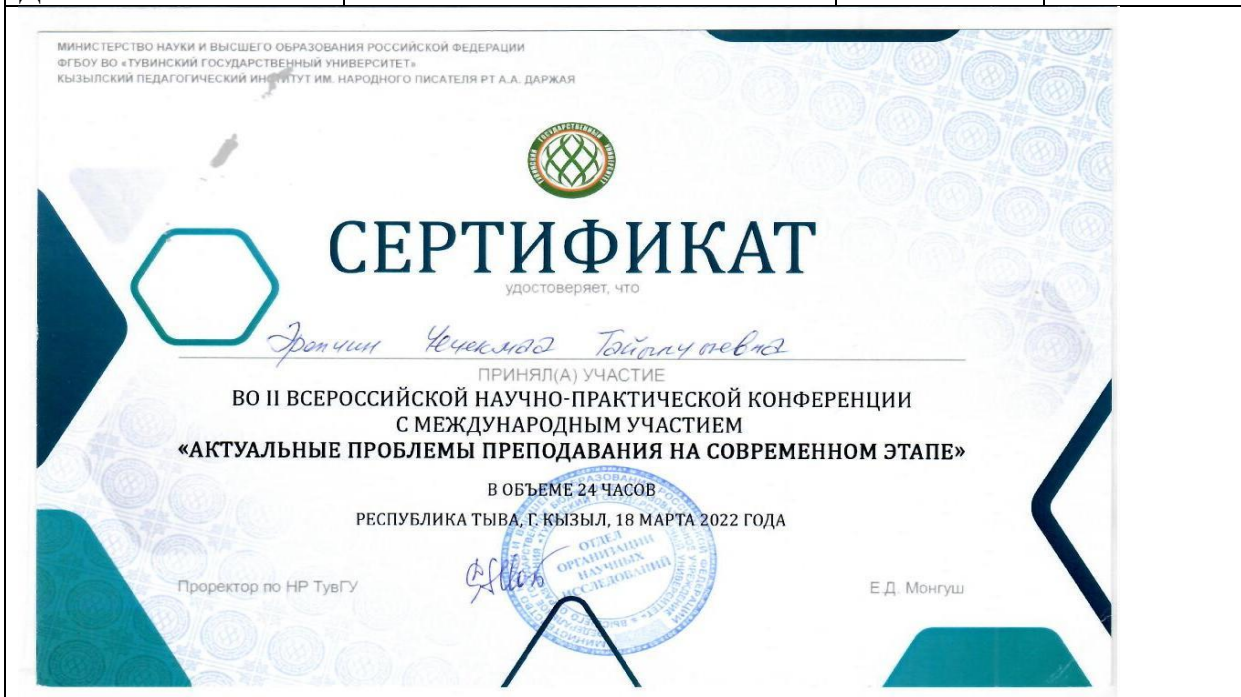 МИНИСТЕРСТВО НАУКИ И ВЫСШЕГО ОБРАЗОВАНИЯ РОССИЙСКОЙ ФЕДЕРАЦИИ
ФГБОУ ВО «ТУВИНСКИЙ ГОСУДАРСТВЕННЫЙ УНИВЕРСИТЕТ»
КЫЗЫЛСКИЙ ПЕДАГОГИЧЕСКИЙ ИНСТИТУТ ИМ. НАРОДНОГО ПИСАТЕЛЯ РТ А.А. ДАРЖАЯ
ТУВИНСКИЙ ГОСУДАРСТВЕННЫЙ УНИВЕРСИТЕТ
СЕРТИФИКАТ
удостоверяет, что
Чечекмаа
ПРИНЯЛ(А) УЧАСТИЕ
ВО II ВСЕРОССИЙСКОЙ НАУЧНО-ПРАКТИЧЕСКОЙ КОНФЕРЕНЦИИ
С МЕЖДУНАРОДНЫМ УЧАСТИЕМ
«АКТУАЛЬНЫЕ ПРОБЛЕМЫ ПРЕПОДАВАНИЯ НА СОВРЕМЕННОМ ЭТАПЕ»
В ОБЪЕМЕ 24 ЧАСОВ
РЕСПУБЛИКА ТЫВА, Г. КЫЗЫЛ, 18 МАРТА 2022 ГОДА
ОТДЕЛ
ОРГАНИЗАЦИИ
НАУЧНЫХ
ИССЛЕДОВАНИЙ
Проректор по НР ТувГУ
Е.Д. Монгуш